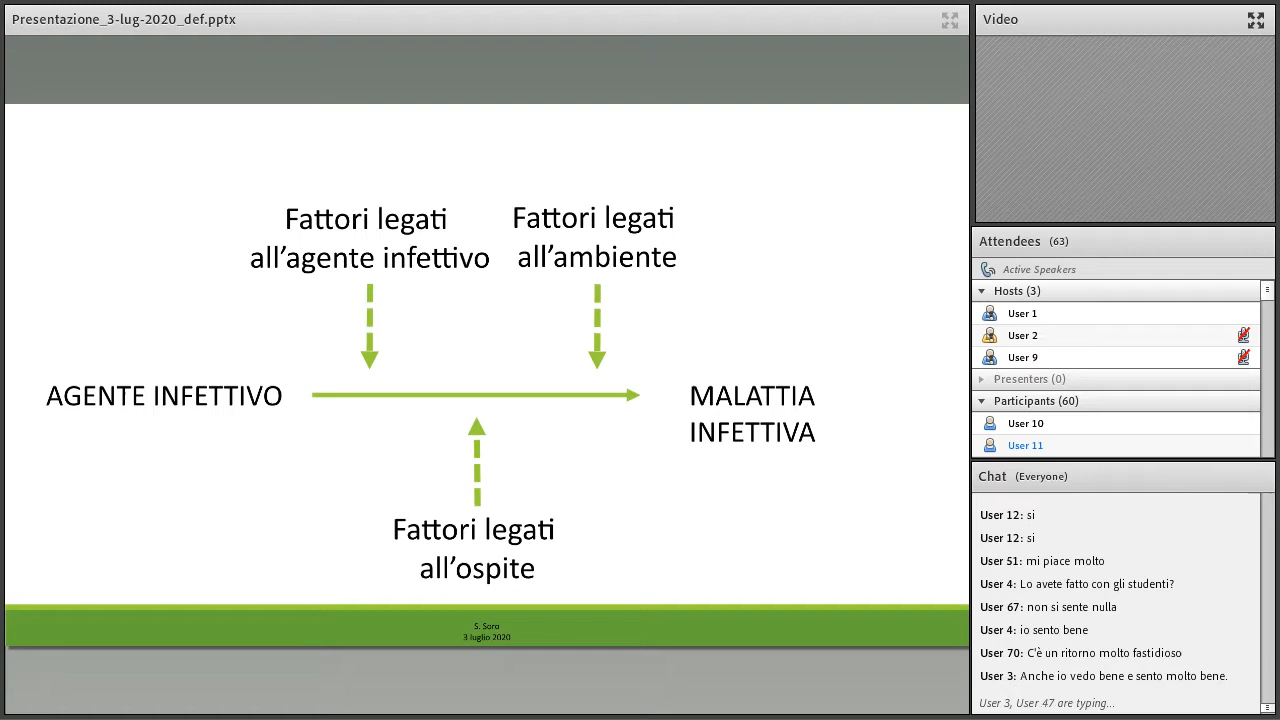 Presentazione_3-lug-2020_def.pptx
Fattori legati
all'agente infettivo
Fattori legati
all'ambiente
AGENTE INFETTIVO
MALATTIA
INFETTIVA
Fattori legati
all'ospite
S. Soro
3 luglio 2020
Video
Attendees (63)
Active Speakers
Hosts (3)
User 1
User 2
User 9
Presenters (0)
Participants (60)
User 10
User 11
Chat (Everyone)
User 12: si
User 12: si
User 51: mi piace molto
User 4: Lo avete fatto con gli studenti?
User 67: non si sente nulla
User 4: io sento bene
User 70: C'è un ritorno molto fastidioso
User 3: Anche io vedo bene e sento molto bene.
User 3, User 47 are typing...